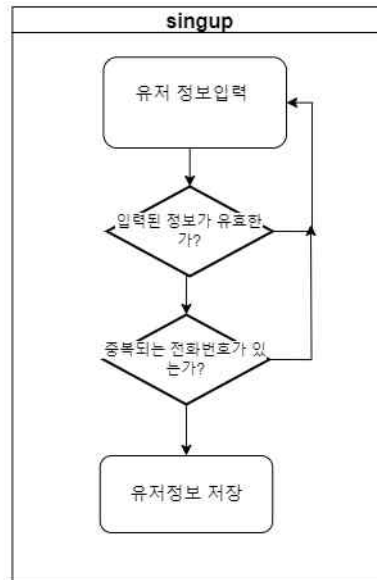 singup
유저 정보입력
입력된 정보가 유효한
가?
중복되는 전화번호가 있
는가?
유저정보 저장